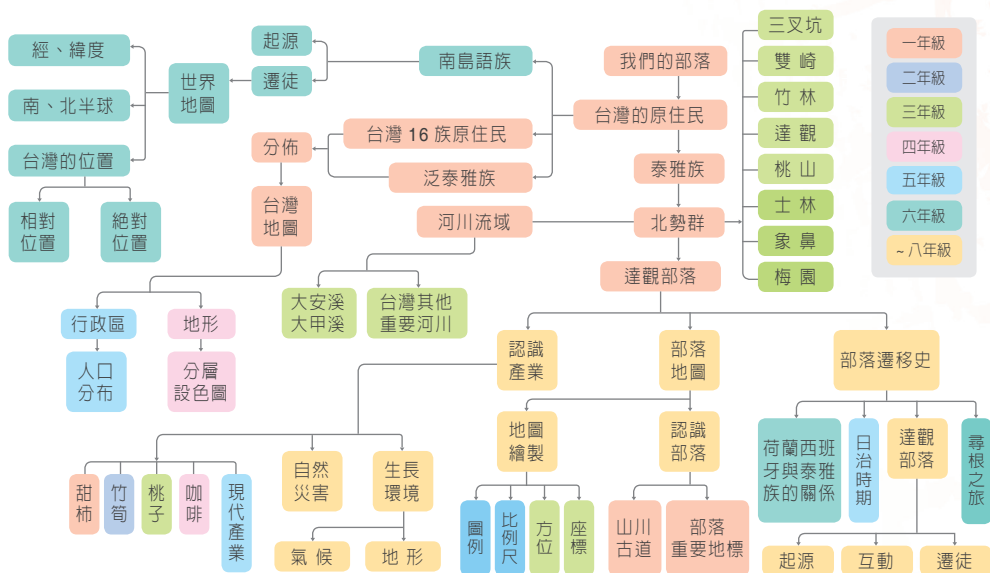 三叉坑
雙崎
竹林
達觀
桃山
士林
象鼻
梅園
一年級
二年級
三年級
四年級
五年級
六年級
~八年級
經、緯度
南、北半球
台灣的位置
相對
位置
絕對
位置
世界
地圖
起源
遷徒
南島語族
我們的部落
台灣的原住民
台灣 16 族原住民
泛泰雅族
分佈
台灣
地圖
泰雅族
北勢群
河川流域
達觀部落
大安溪
大甲溪
台灣其他
重要河川
行政區
人口
分布
地形
分層
設色圖
認識
產業
部落
地圖
部落遷移史
甜柿
竹筍
桃子
咖啡
現代產業
自然
災害
生長
環境
氣候
地形
地圖
繪製
認識
部落
圖例
比例尺
方位
座標
山川
古道
部落
重要地標
荷蘭西班
牙與泰雅
族的關係
日治時期
達觀
部落
尋根之旅
起源
互動
遷徒